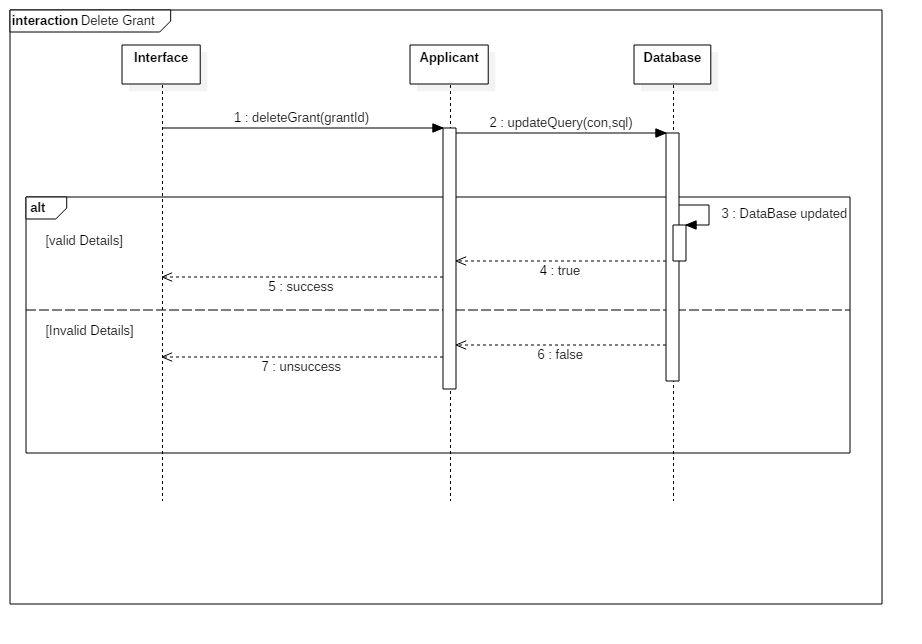 interaction Delete Grant
Interface
Applicant
Database
1 : deleteGrant(grantId)
2 : updateQuery(con,sql)
alt
3 : DataBase updated
[valid Details]
4 : true
5 : success
[Invalid Details]
6 : false
7 : unsuccess